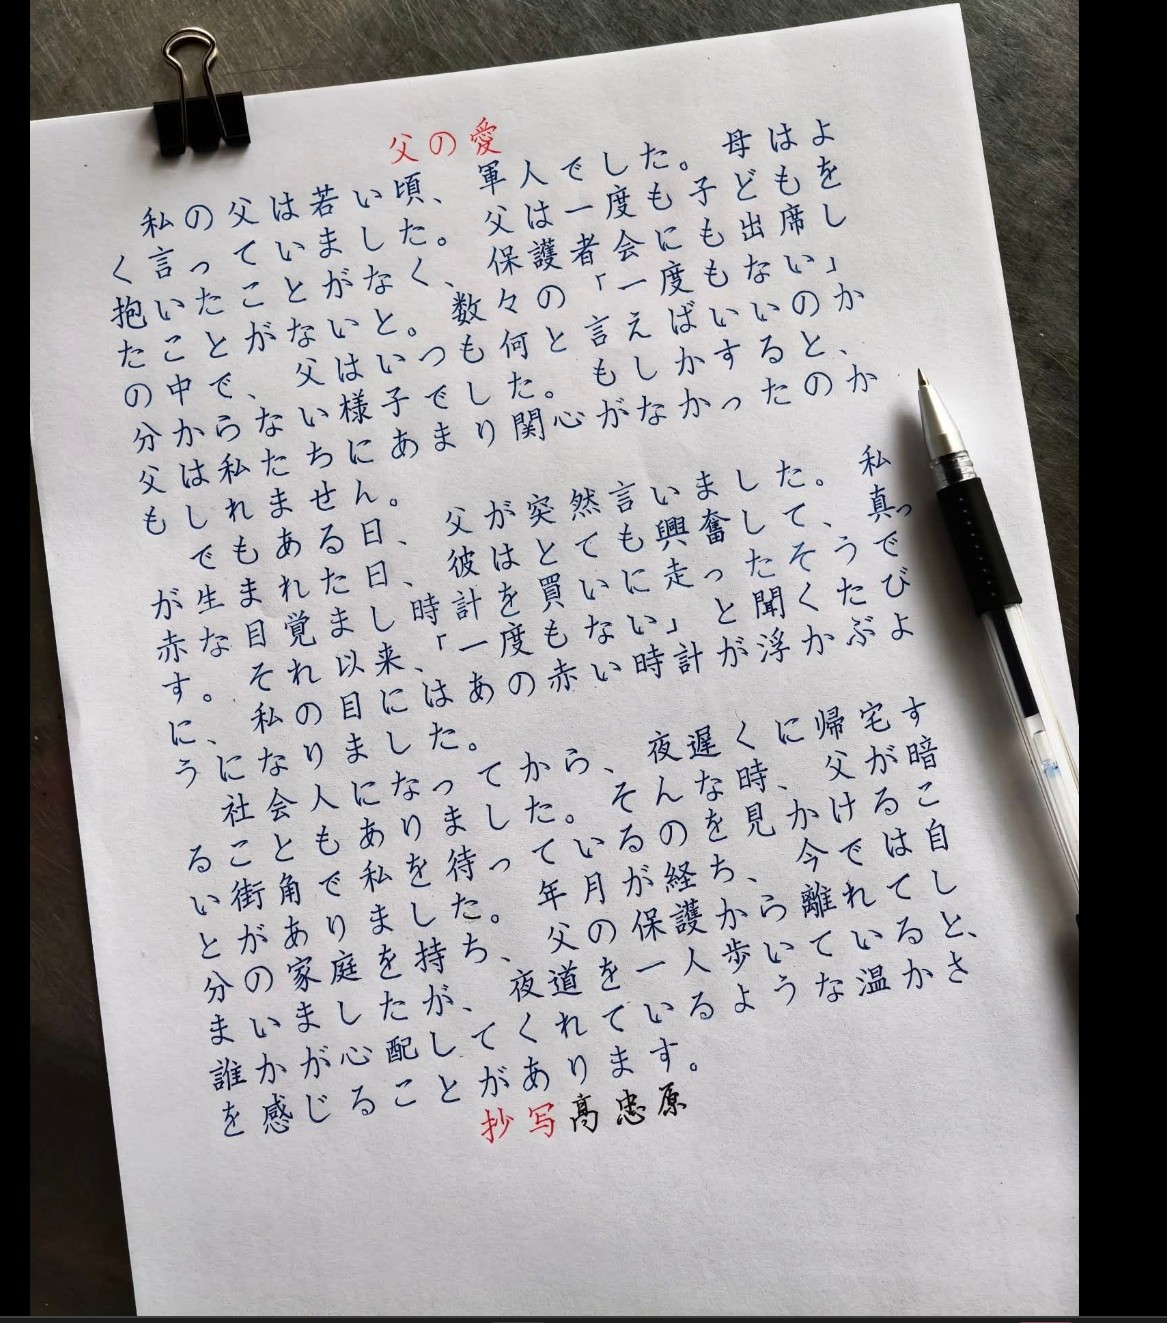 父の愛
私の父は若い頃、軍人でした。母はよ
く言っていました。父は一度も子どもを
抱いたことがなく、保護者会にも出席し
たことがないと。数々の「一度もない」
の中で、父はいつも何と言えばいいのか
分からない様子でした。もしかすると、
父は私たちにあまり関心がなかったのか
もしれません。
でもある日、父が突然言いました。私
が生まれた日、彼はとても興奮して、真っ
赤な目覚まし時計を買いに走ったそうで
す。それ以来、「一度もない」と聞くたび
に、私の目にはあの赤い時計が浮かぶよ
うになりました。
社会人になってから、夜遅くに帰宅す
ることもありました。そんな時、父が暗
い街角で私を待っているのを見かけるこ
とがありました。年月が経ち、今では自
分の家庭を持ち、父の保護から離れてし
まいましたが、夜道を一人歩いていると、
誰かが心配してくれているような温かさ
を感じることがあります。
抄写髙忠原